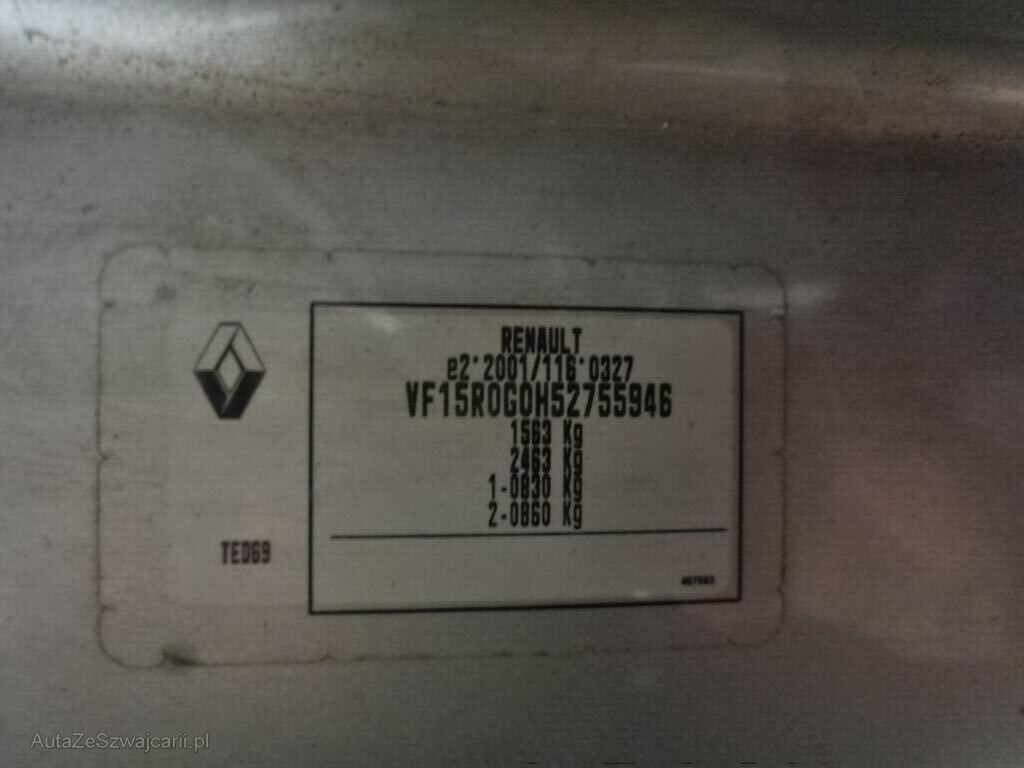 RENAULT
e2*2001/116*0327
VF15R0G0H52755946
1563 Kg
2463 Kg
1-0830 Kg
2-0860 Kg
TED69
AutaZeSzwajcarii.pl